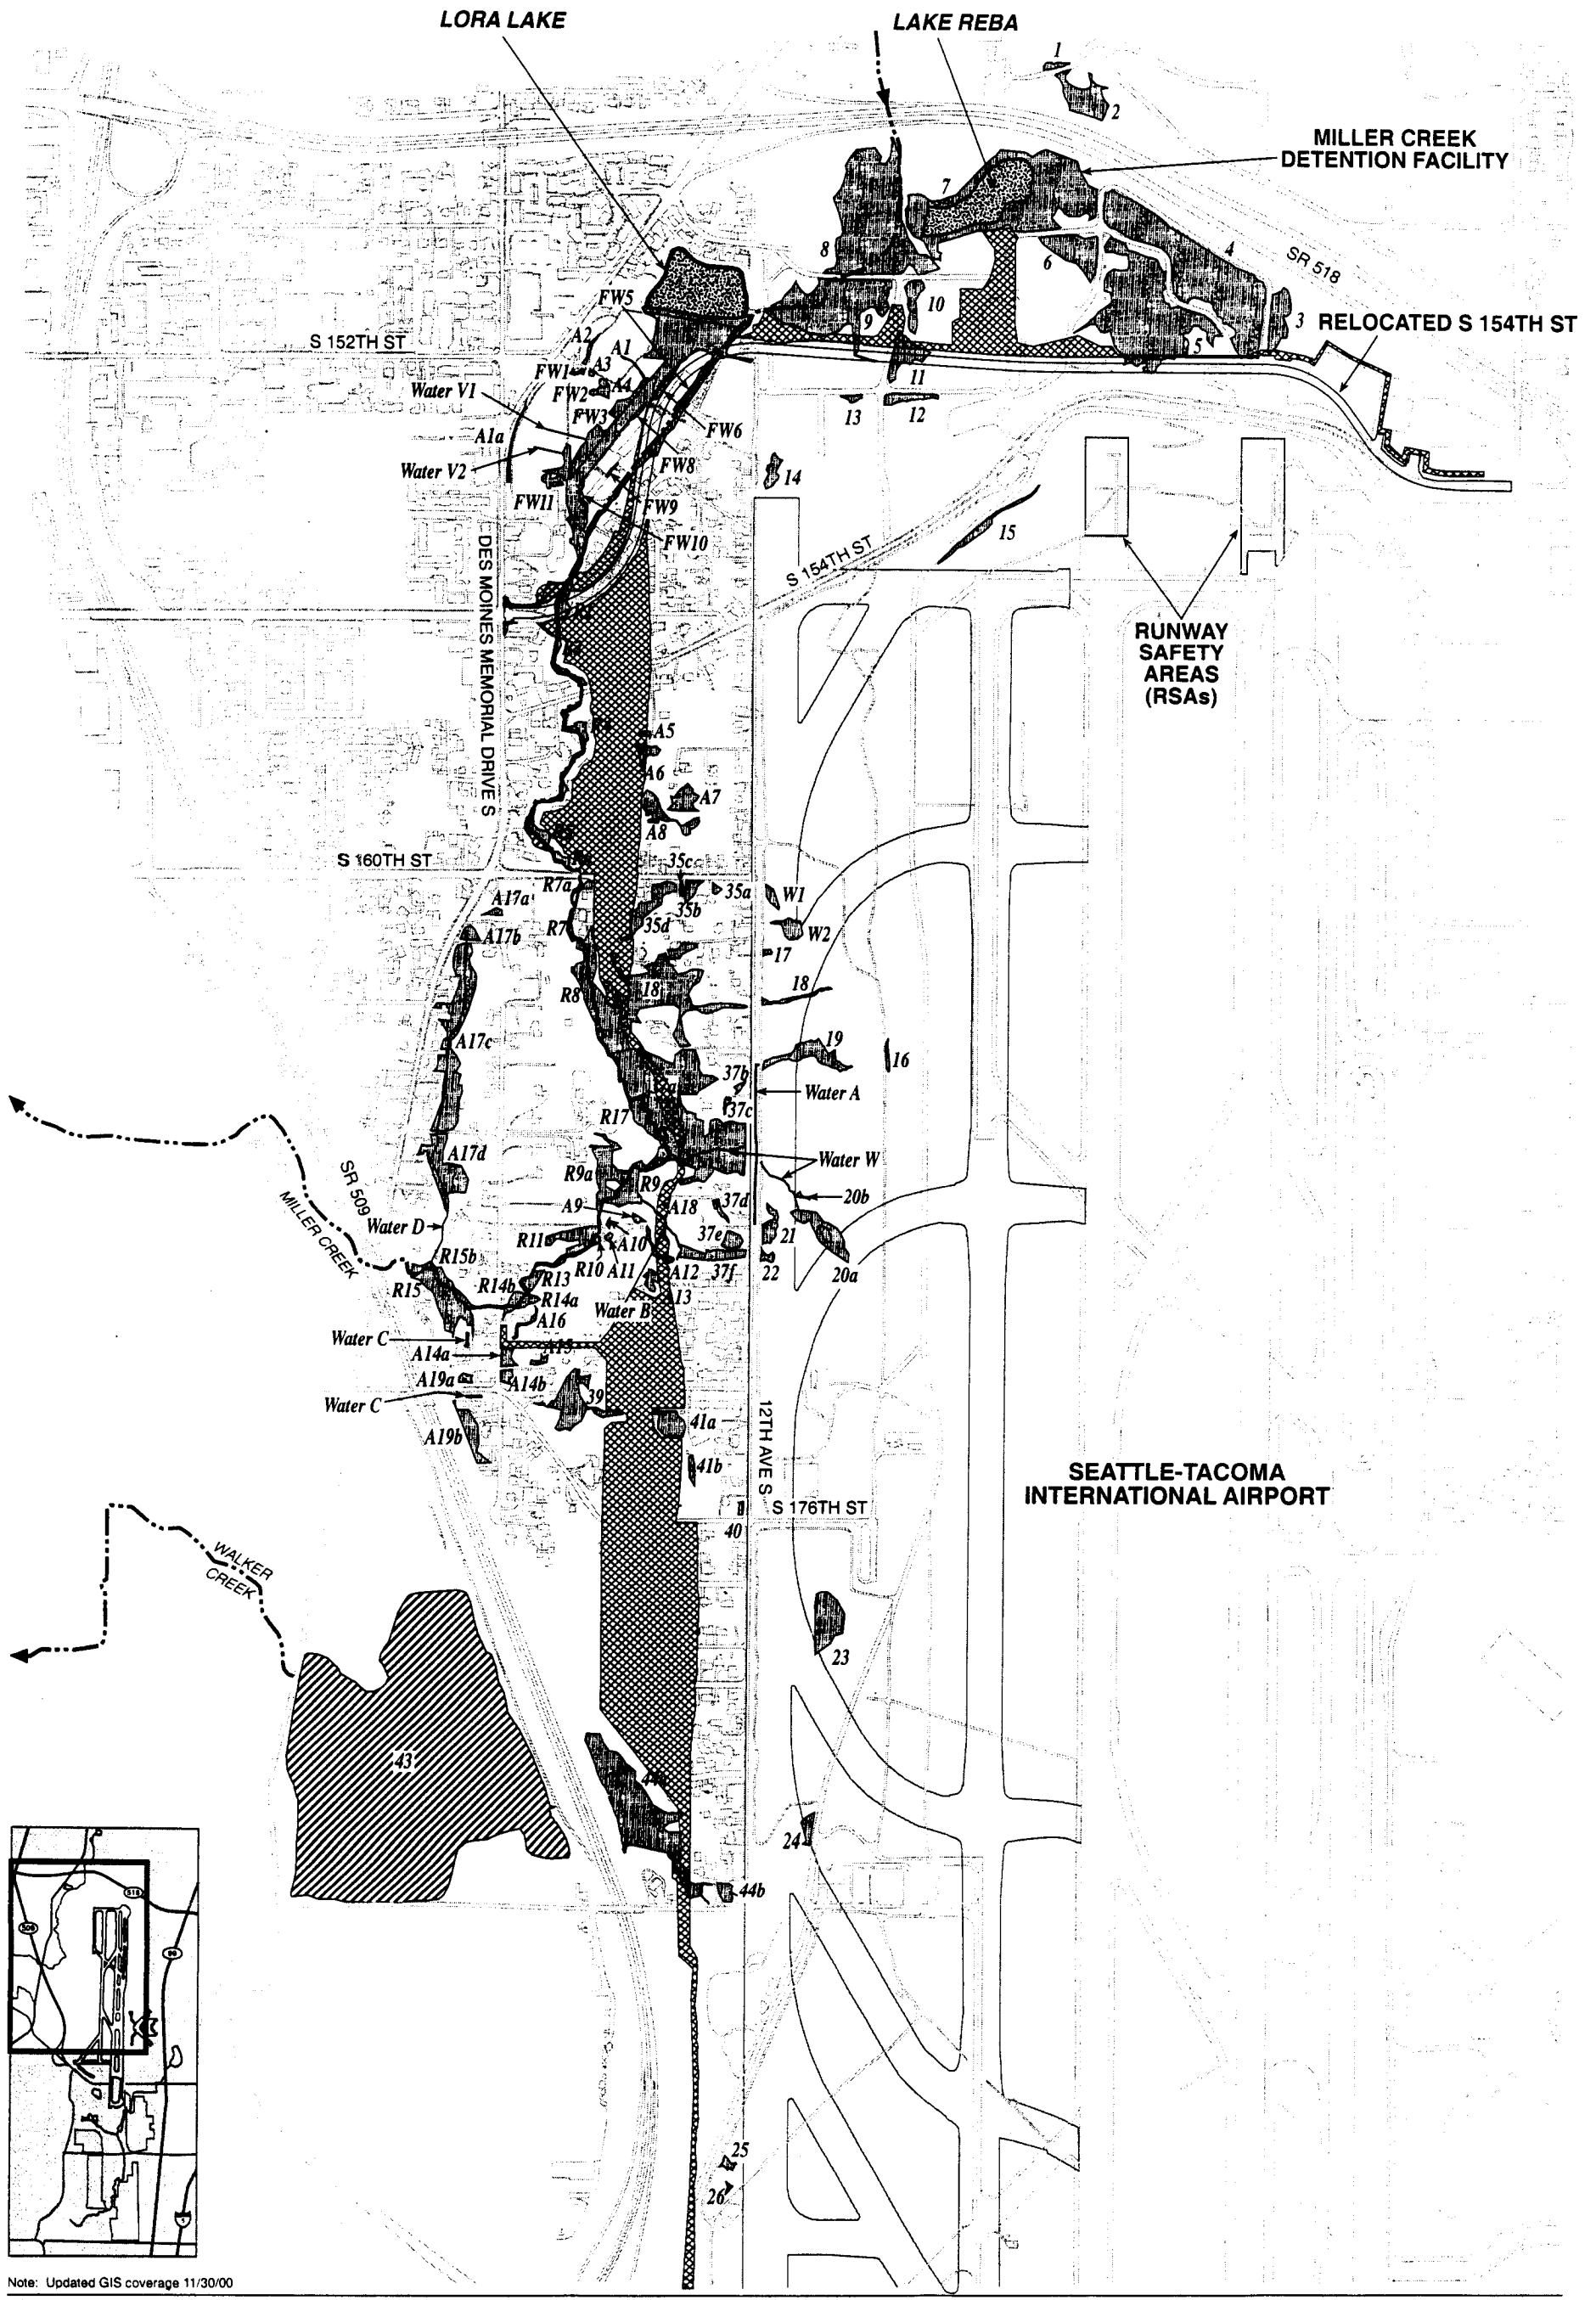 LORA LAKE
LAKE REBA
1
2
MILLER CREEK
DETENTION FACILITY
7
8
4
6
SR 518
FW5
10
9
3
RELOCATED S 154TH ST
5
S 152TH ST
A2
A1
FW1
A3
FW2
A4
11
Water V1
FW3
13
12
A1a
FW6
Water V2
FW8
14
FW11
FW9
15
FW10
DES MOINES MEMORIAL DRIVE S
S 154TH ST
RUNWAY
SAFETY
AREAS
(RSAs)
A5
A6
A7
A8
S 160TH ST
35c
R7a
35a
W1
A17a
35b
R7
35d
W2
A17b
17
R8
18
18
A17c
19
16
37b
Water A
37c
R17
A17d
Water W
R9a
R9
SR 509
MILLER CREEK
A9
A18
37d
20b
Water D
R11
A10
37e
21
R15b
R10
A11
A12
37f
22
20a
R15
R14b
R13
R14a
A13
Water B
A16
Water C
A14a
A15
A19a
A14b
39
Water C
41a
A19b
12TH AVE S
41b
SEATTLE-TACOMA
INTERNATIONAL AIRPORT
S 176TH ST
40
WALKER
CREEK
23
43
24
44b
25
26
Note: Updated GIS coverage 11/30/00